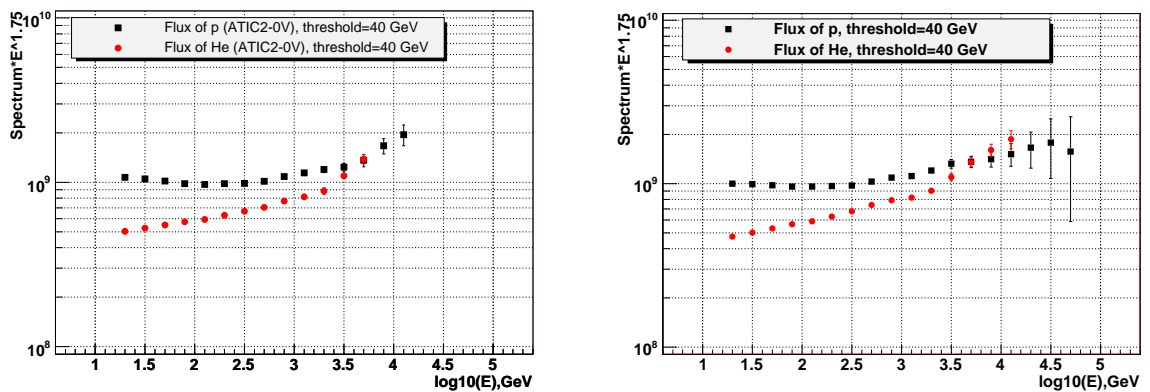 Spectrum*E^1.75
10^10
10^9
10^8
Flux of p (ATIC2-0V), threshold=40 GeV
Flux of He (ATIC2-0V), threshold=40 GeV
1 1.5 2 2.5 3 3.5 4 4.5 5
log10(E),GeV
Spectrum*E^1.75
10^10
10^9
10^8
Flux of p, threshold=40 GeV
Flux of He, threshold=40 GeV
1 1.5 2 2.5 3 3.5 4 4.5 5
log10(E),GeV